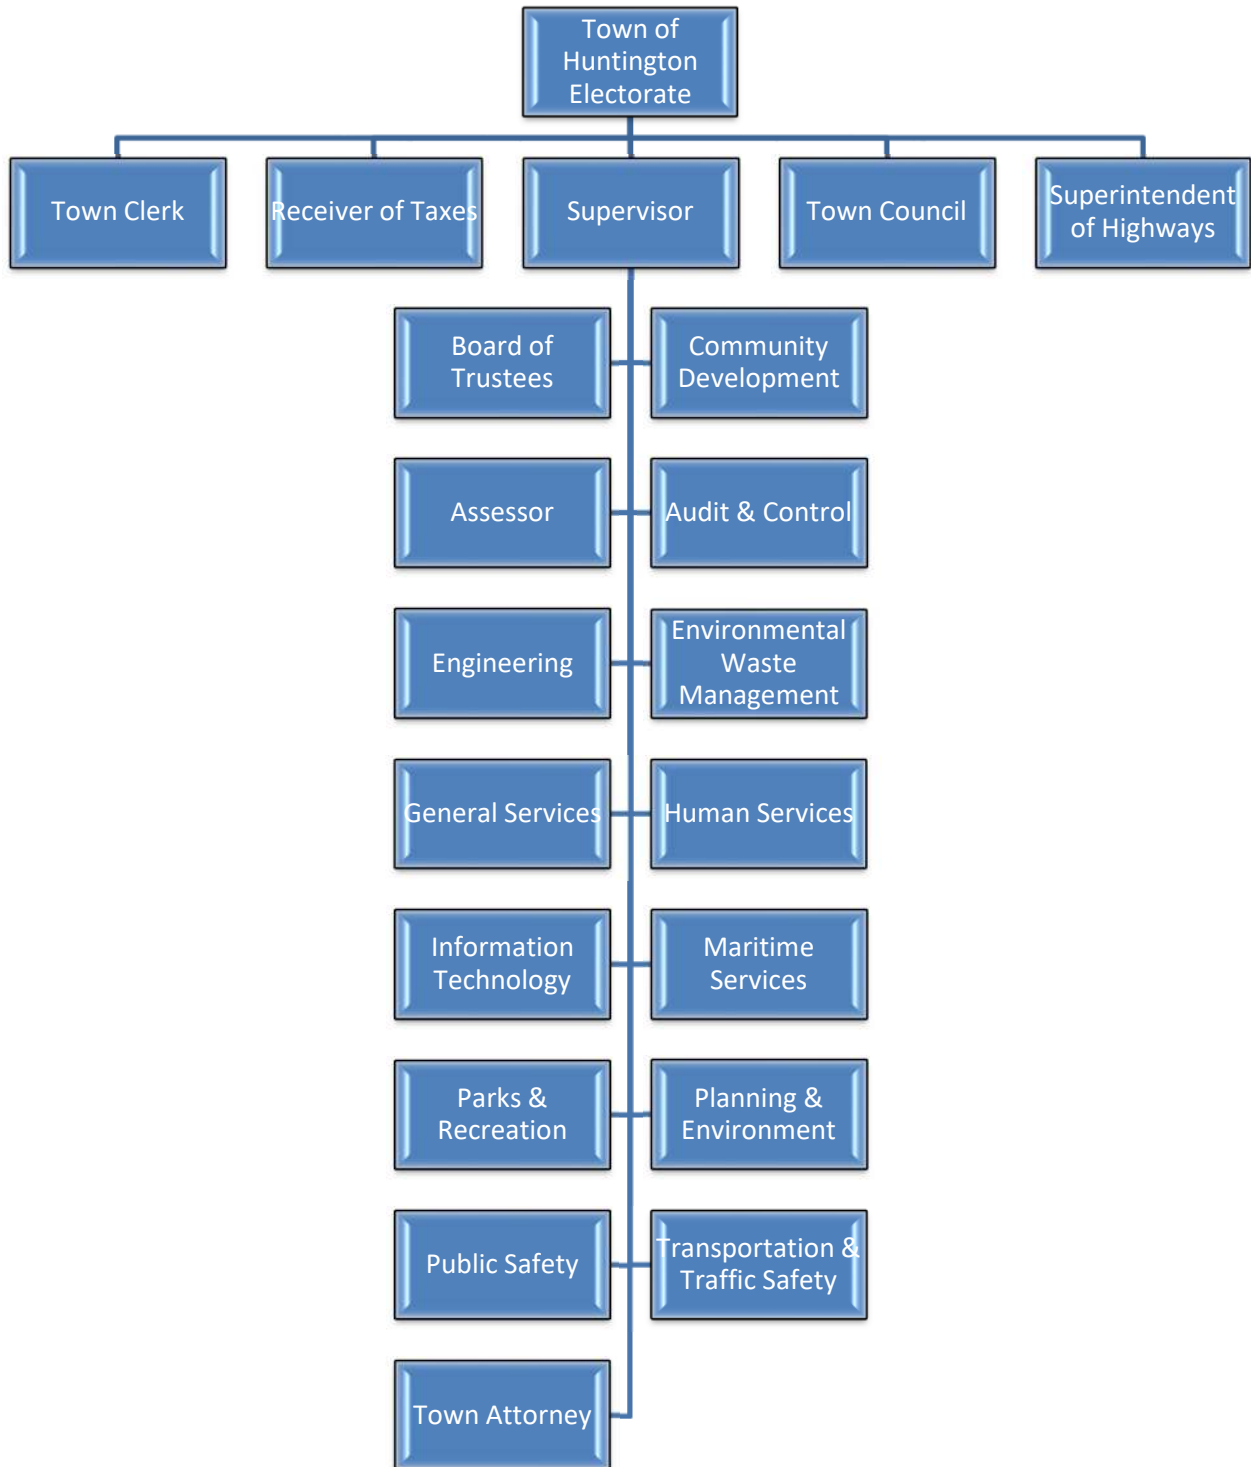 Town of
Huntington
Electorate
Town Clerk
Receiver of Taxes
Supervisor
Town Council
Superintendent
of Highways
Board of
Trustees
Community
Development
Assessor
Audit & Control
Engineering
Environmental
Waste
Management
General Services
Human Services
Information
Technology
Maritime
Services
Parks &
Recreation
Planning &
Environment
Public Safety
Transportation &
Traffic Safety
Town Attorney